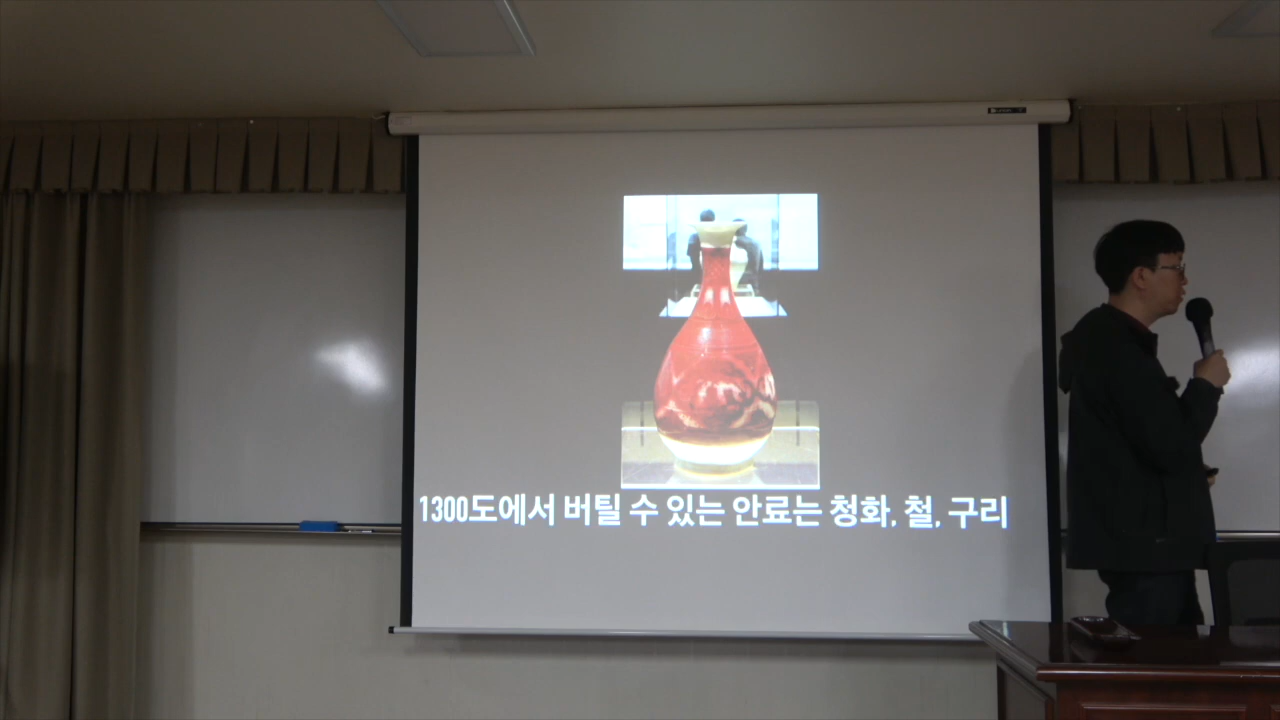 1300도에서 버틸 수 있는 안료는 청화, 철, 구리